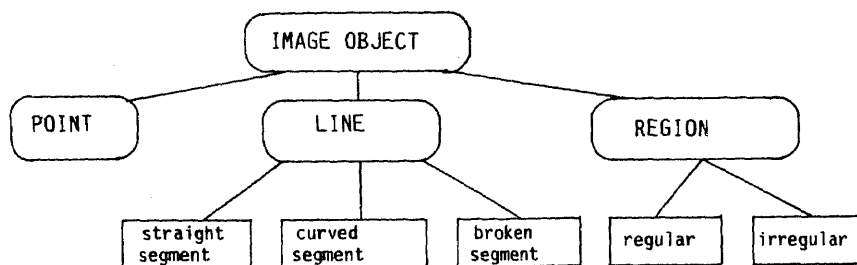 IMAGE OBJECT
POINT
LINE
REGION
straight
segment
curved
segment
broken
segment
regular
irregular